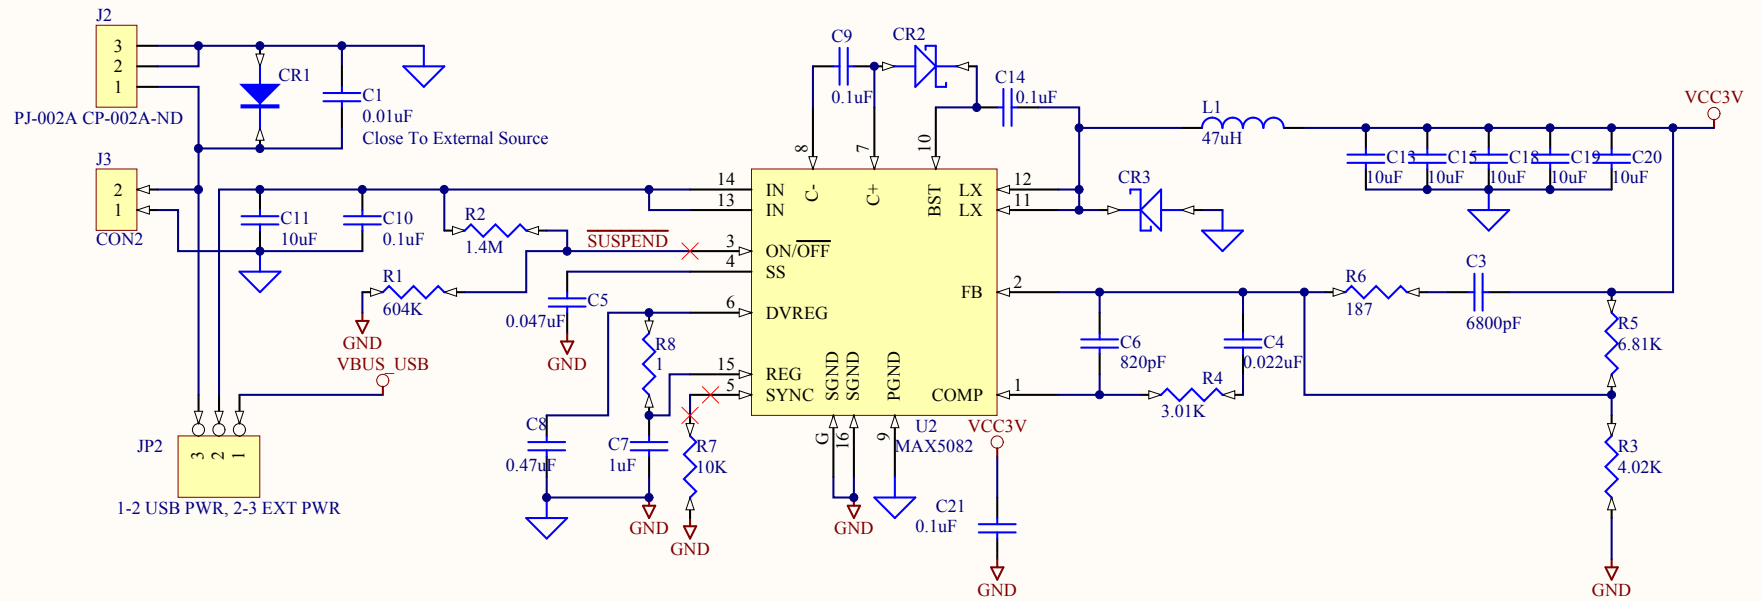 J2
3
2
1
PJ-002A CP-002A-ND
CR1
C1
0.01uF
Close To External Source
J3
2
1
CON2
C11
10uF
C10
0.1uF
R2
1.4M
SUSPEND
R1
604K
GND
VBUS_USB
C5
0.047uF
GND
R8
1
C8
0.47uF
C7
1uF
GND
R7
10K
GND
JP2
3
2
1
1-2 USB PWR, 2-3 EXT PWR
C9
0.1uF
CR2
C14
0.1uF
8
7
10
C-
C+
BST
14
IN
13
IN
3
ON/OFF
4
SS
6
DVREG
15
REG
5
SYNC
LX
12
LX
11
FB
2
COMP
1
SGND
SGND
PGND
G
16
9
U2
MAX5082
GND
VCC3V
C21
0.1uF
GND
CR3
L1
47uH
VCC3V
C13
10uF
C15
10uF
C18
10uF
C19
10uF
C20
10uF
R6
187
C3
6800pF
C6
820pF
C4
0.022uF
R4
3.01K
R5
6.81K
R3
4.02K
GND